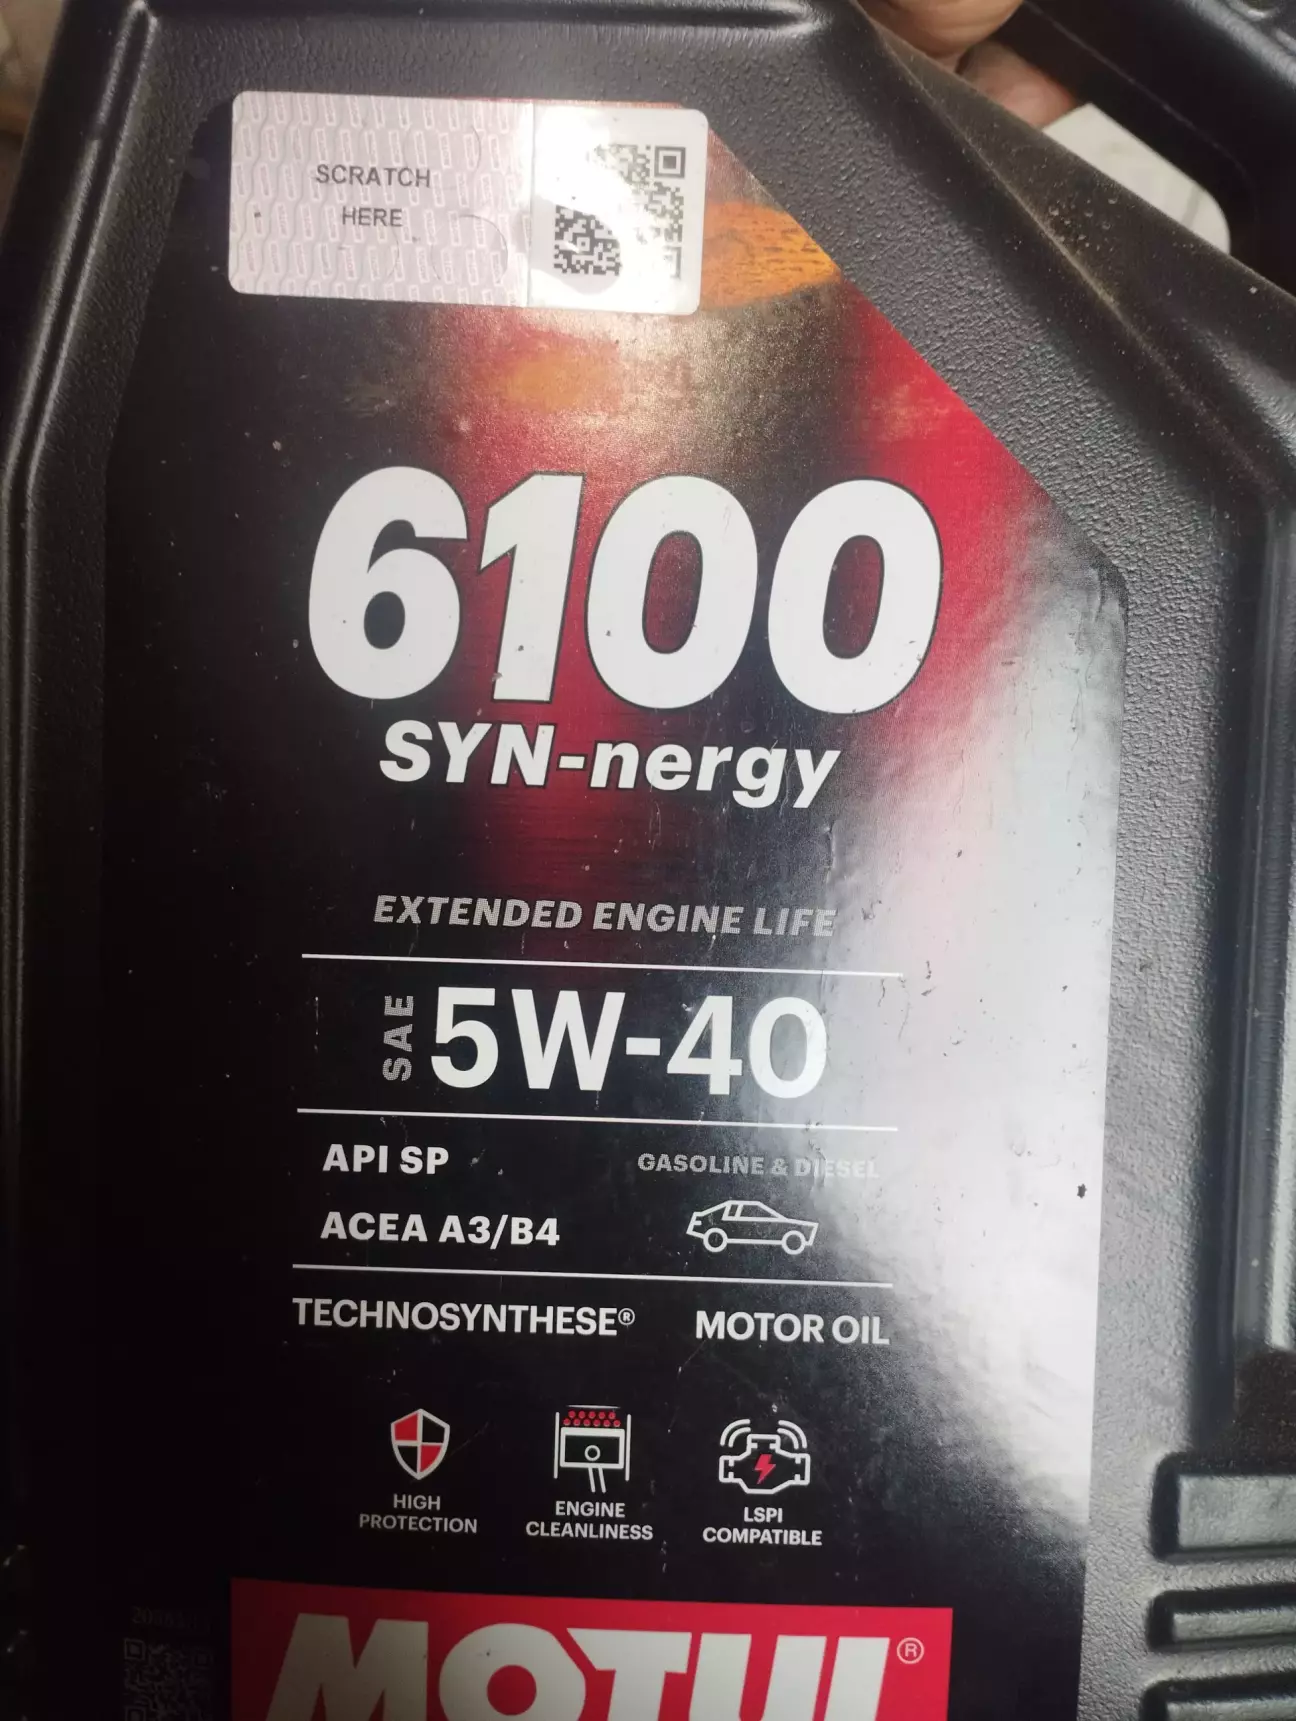 SCRATCH
HERE
6100
SYN-nergy
EXTENDED ENGINE LIFE
SAE 5W-40
API SP
GASOLINE & DIESEL
ACEA A3/B4
TECHNOSYNTHESE® MOTOR OIL
HIGH
PROTECTION
ENGINE
CLEANLINESS
LSPI
COMPATIBLE
MOTUL®